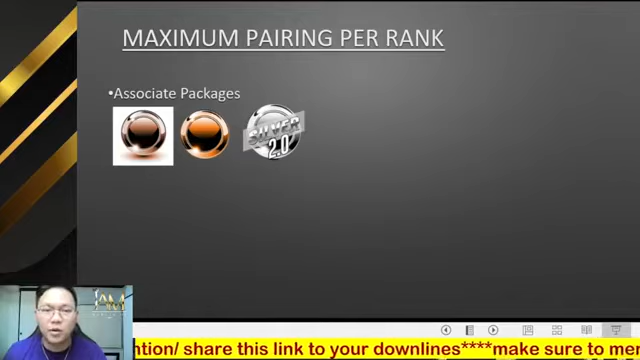 MAXIMUM PAIRING PER RANK
•Associate Packages
SILVER
2.0
ntion/ share this link to your downlines****make sure to mer